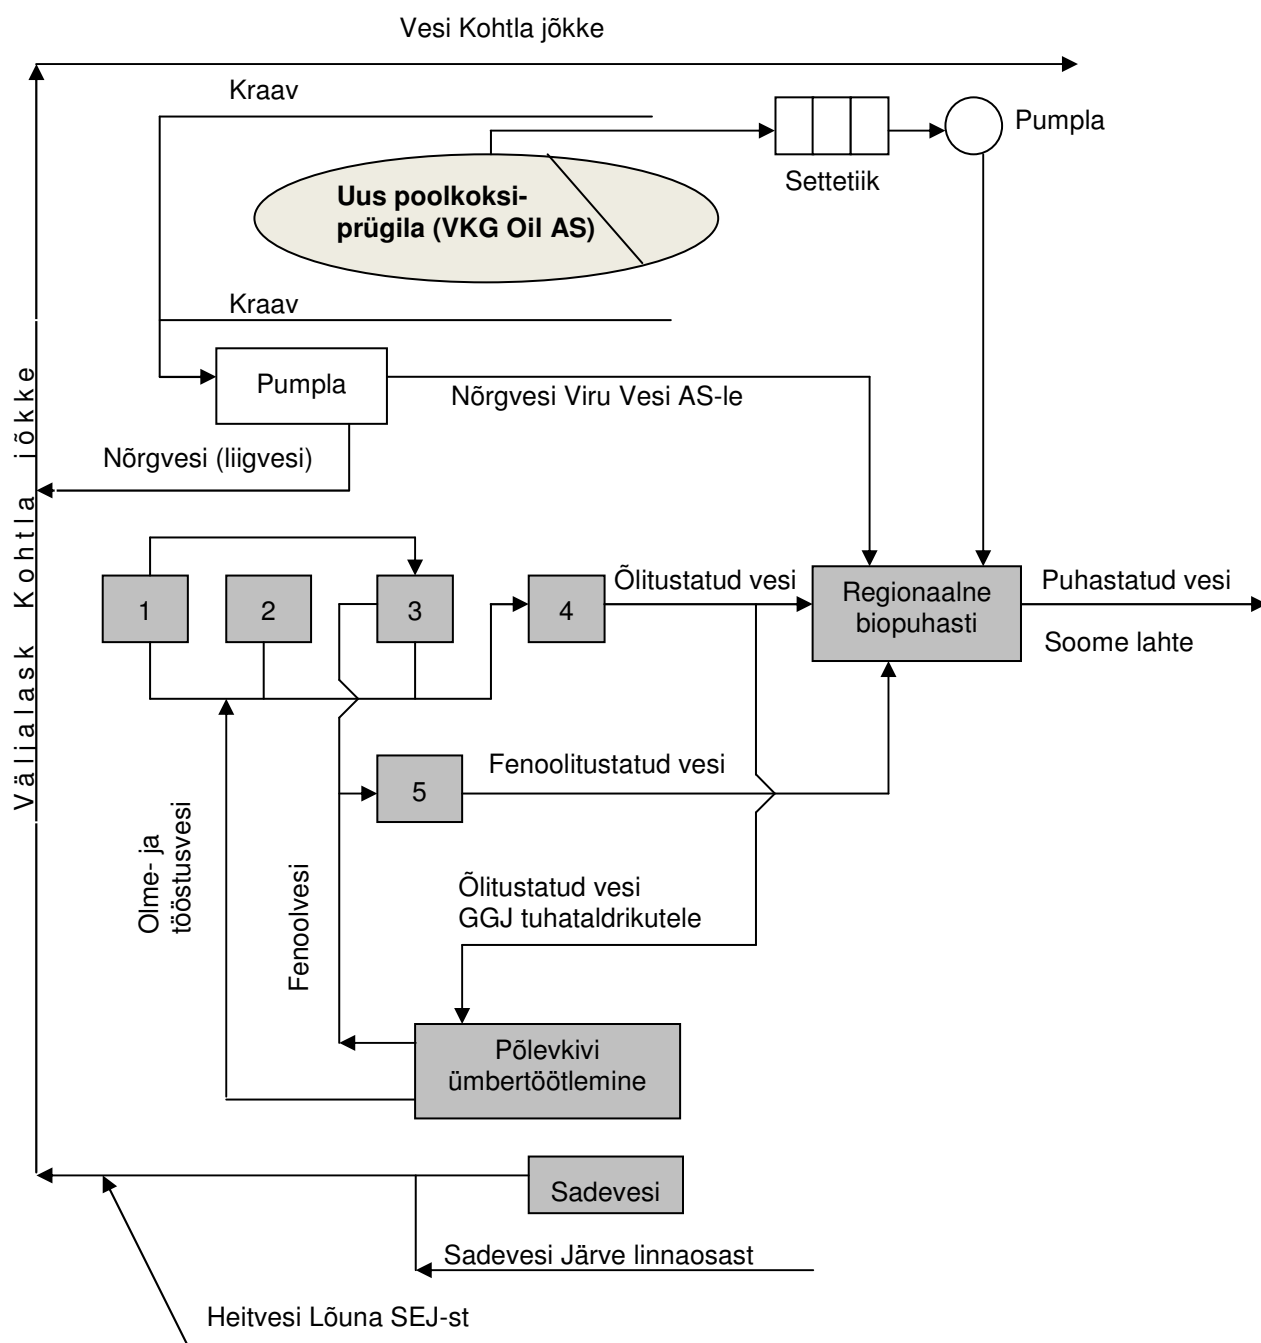 Vesi Kohtla jõkke
Kraav
Pumpla
Settetiik
Uus poolkoksi-
prügila (VKG Oil AS)
Kraav
Pumpla
Nõrgvesi Viru Vesi AS-le
Nõrgvesi (liigvesi)
Välialask Kohtla jõkke
1
2
3
4
Õlitustatud vesi
Regionaalne
biopuhasti
Puhastatud vesi
Soome lahte
5
Fenoolitustatud vesi
Olme- ja
tööstusvesi
Fenoolvesi
Õlitustatud vesi
GGJ tuhataldrikutele
Põlevkivi
ümbertöötlemine
Sadevesi
Sadevesi Järve linnaosast
Heitvesi Lõuna SEJ-st